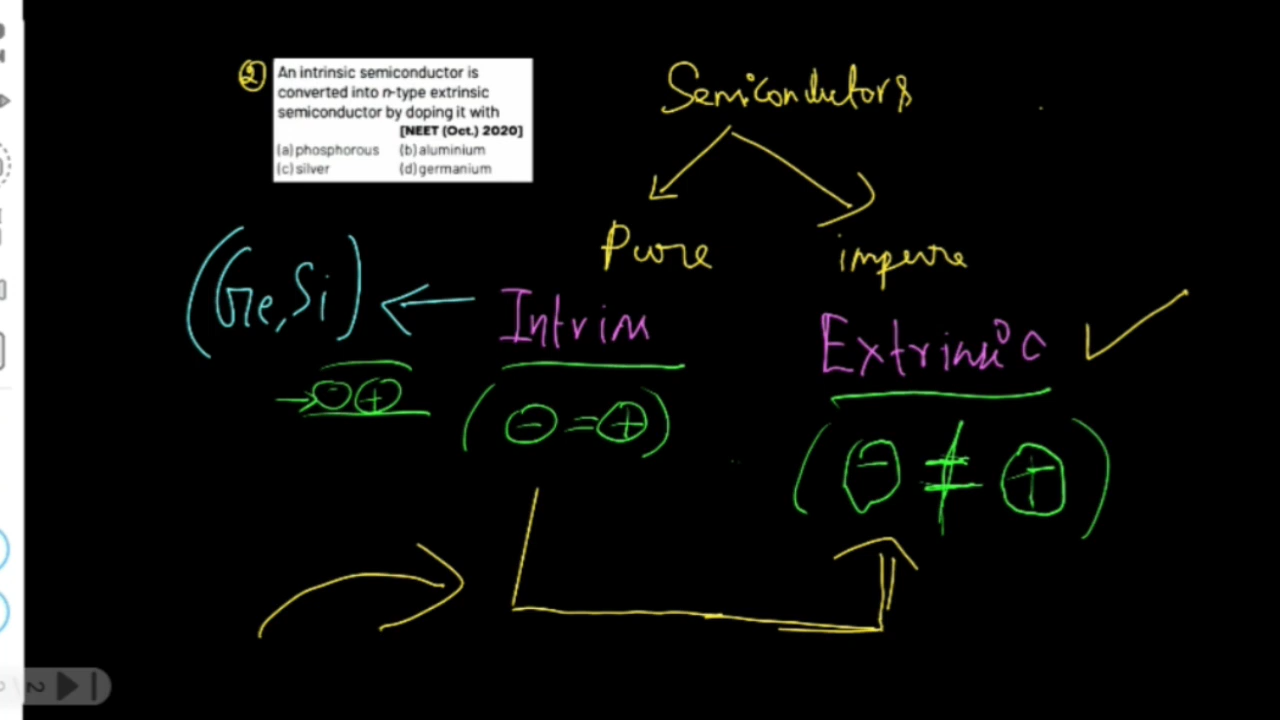 ②
An intrinsic semiconductor is
converted into n-type extrinsic
semiconductor by doping it with
[NEET (Oct.) 2020]
(a) phosphorous (b) aluminium
(c) silver (d) germanium
Semiconductors
Pure impure
(Ge, Si) ← Intrin Extrinsic ✓
→ ⊖⊕ (⊖ = ⊕) (⊖ ≠ ⊕)